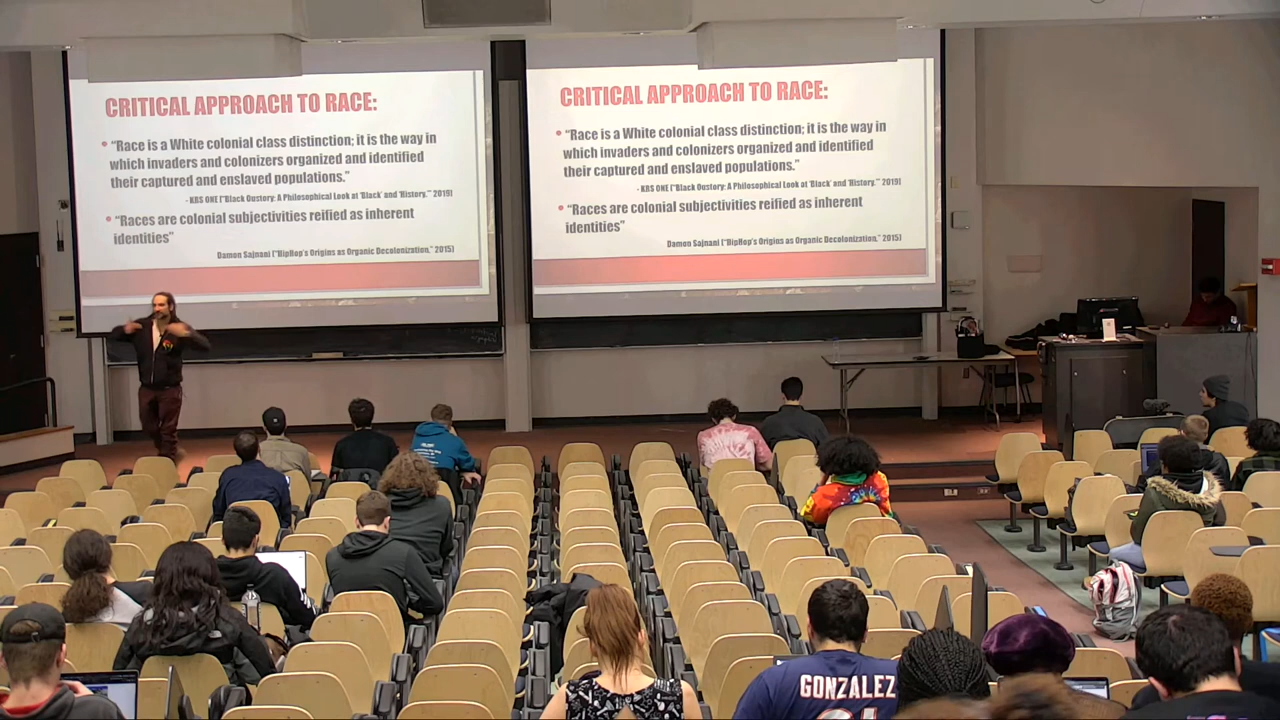 CRITICAL APPROACH TO RACE:
• “Race is a White colonial class distinction; it is the way in
which invaders and colonizers organized and identified
their captured and enslaved populations.”
- KRS ONE ["Black Oustory: A Philosophical Look at 'Black' and 'History,'" 2019]
• “Races are colonial subjectivities reified as inherent
identities”
Damon Sajnani ("HipHop's Origins as Organic Decolonization," 2015)
CRITICAL APPROACH TO RACE:
• “Race is a White colonial class distinction; it is the way in
which invaders and colonizers organized and identified
their captured and enslaved populations.”
- KRS ONE ["Black Oustory: A Philosophical Look at 'Black' and 'History,'" 2019]
• “Races are colonial subjectivities reified as inherent
identities”
Damon Sajnani ("HipHop's Origins as Organic Decolonization," 2015)
GONZALEZ